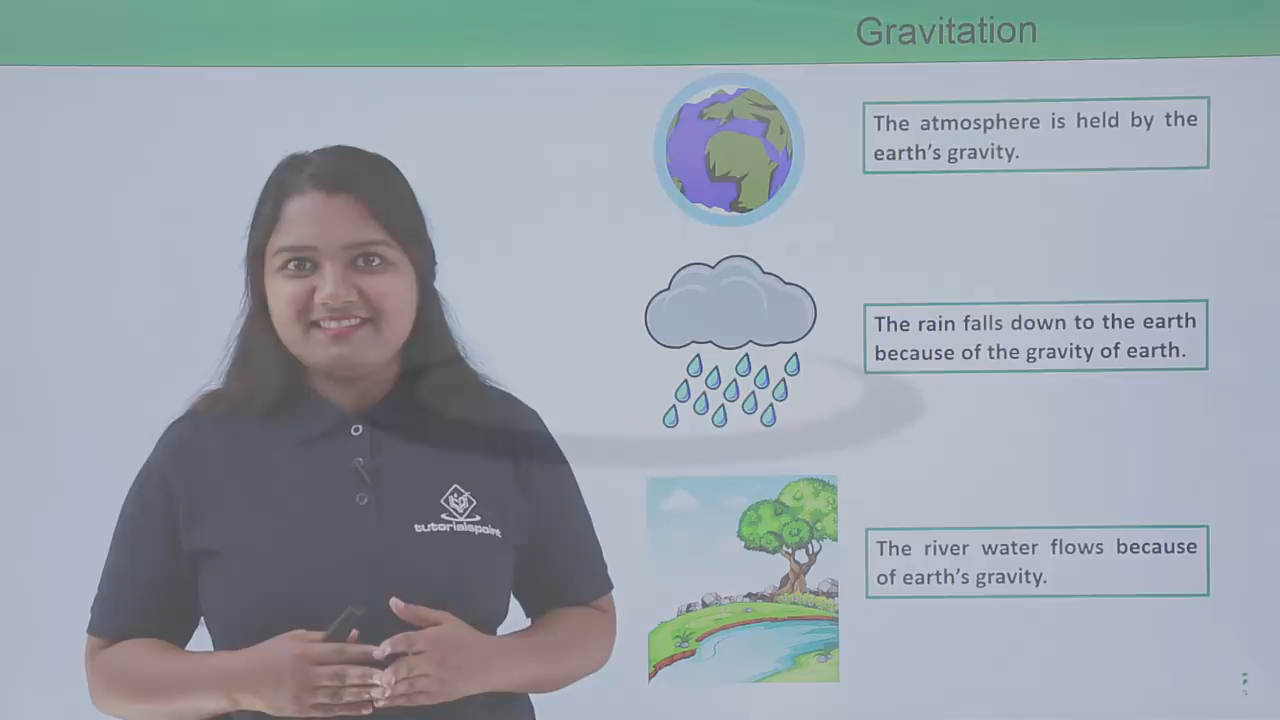 Gravitation
The atmosphere is held by the
earth’s gravity.
The rain falls down to the earth
because of the gravity of earth.
tutorialspoint
The river water flows because
of earth’s gravity.